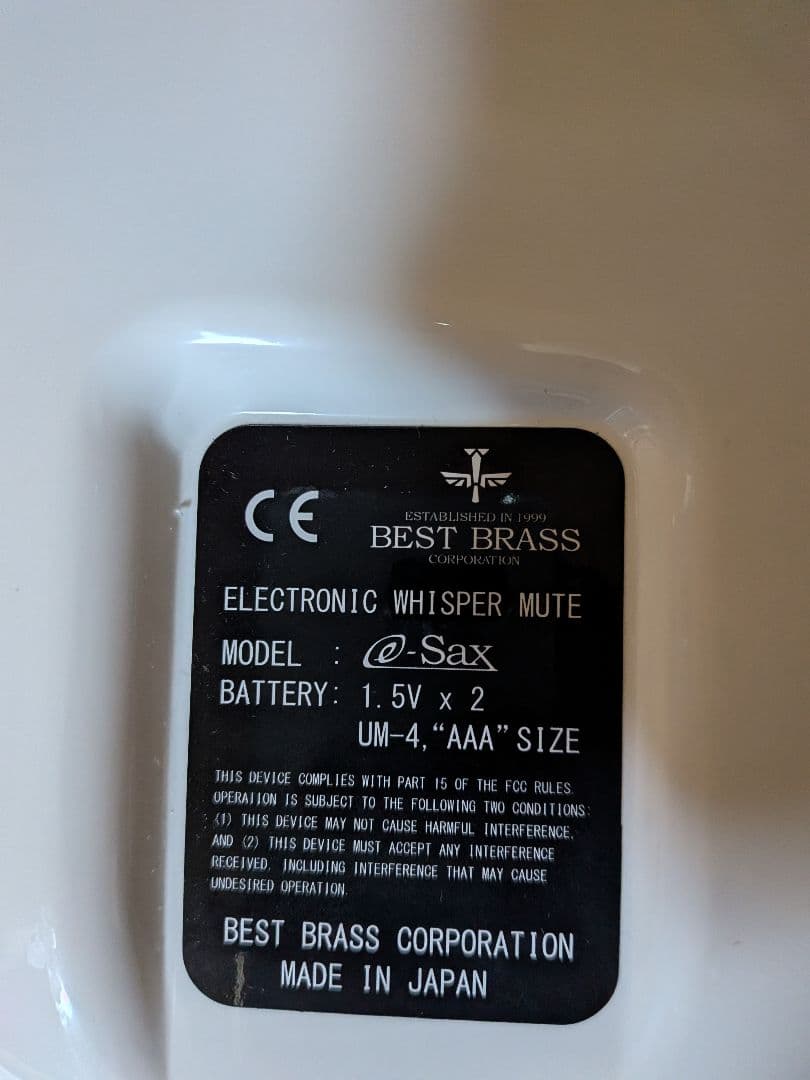 CE
ESTABLISHED IN 1999
BEST BRASS
CORPORATION
ELECTRONIC WHISPER MUTE
MODEL : e-Sax
BATTERY: 1.5V x 2
UM-4,“AAA” SIZE
THIS DEVICE COMPLIES WITH PART 15 OF THE FCC RULES.
OPERATION IS SUBJECT TO THE FOLLOWING TWO CONDITIONS:
(1) THIS DEVICE MAY NOT CAUSE HARMFUL INTERFERENCE,
AND (2) THIS DEVICE MUST ACCEPT ANY INTERFERENCE
RECEIVED, INCLUDING INTERFERENCE THAT MAY CAUSE
UNDESIRED OPERATION.
BEST BRASS CORPORATION
MADE IN JAPAN